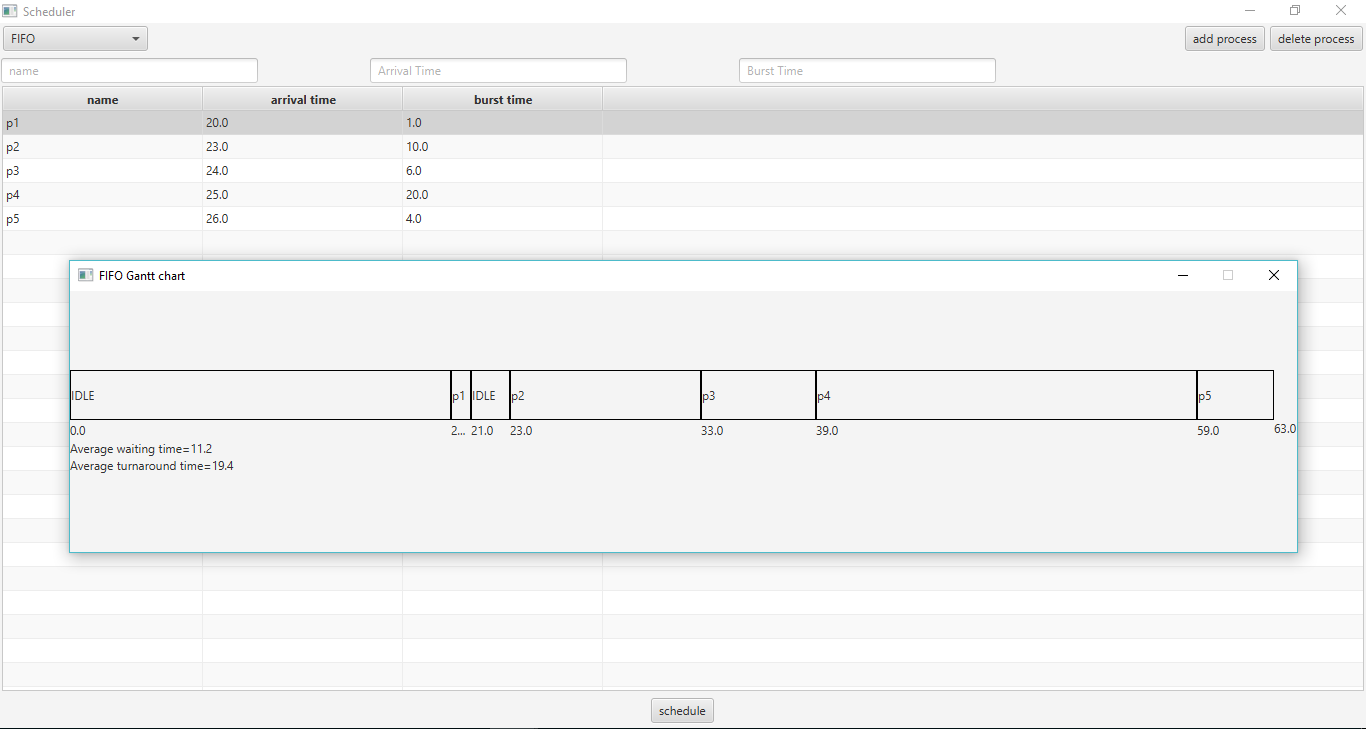 Scheduler
FIFO add process delete process
name Arrival Time Burst Time
name arrival time burst time
p1 20.0 1.0
p2 23.0 10.0
p3 24.0 6.0
p4 25.0 20.0
p5 26.0 4.0
FIFO Gantt chart
IDLE p1 IDLE p2 p3 p4 p5
0.0 2... 21.0 23.0 33.0 39.0 59.0 63.0
Average waiting time=11.2
Average turnaround time=19.4
schedule